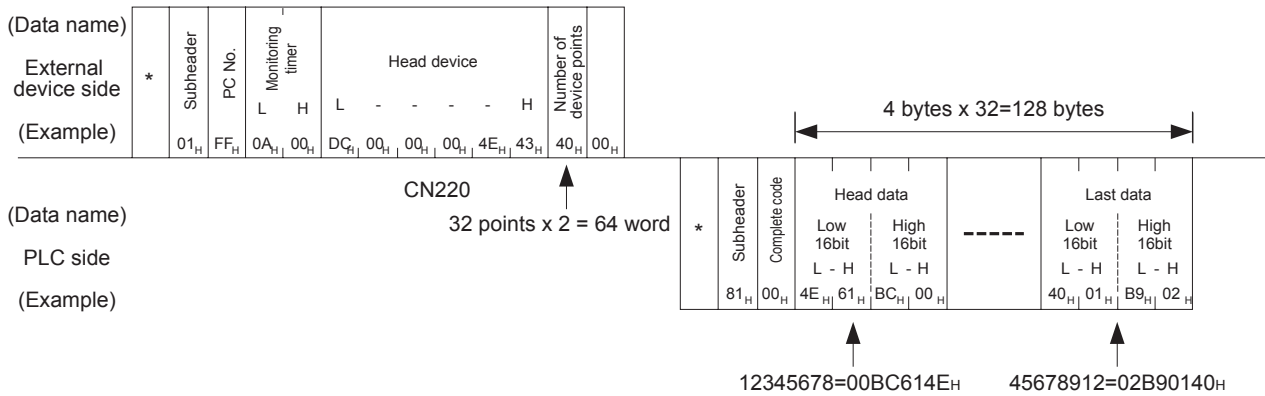 (Data name)
External
device side
(Example)
*
Subheader
01H
PC No.
FFH
Monitoring
timer
L H
0AH 00H
Head device
L - - - - H
DCH 00H 00H 00H 4EH 43H
Number of
device points
40H 00H
CN220
32 points x 2 = 64 word
4 bytes x 32=128 bytes
(Data name)
PLC side
(Example)
*
Subheader
81H
Complete code
00H
Head data
Low
16bit
High
16bit
L - H L - H
4EH 61H BCH 00H
Last data
Low
16bit
High
16bit
L - H L - H
40H 01H B9H 02H
12345678=00BC614EH
45678912=02B90140H